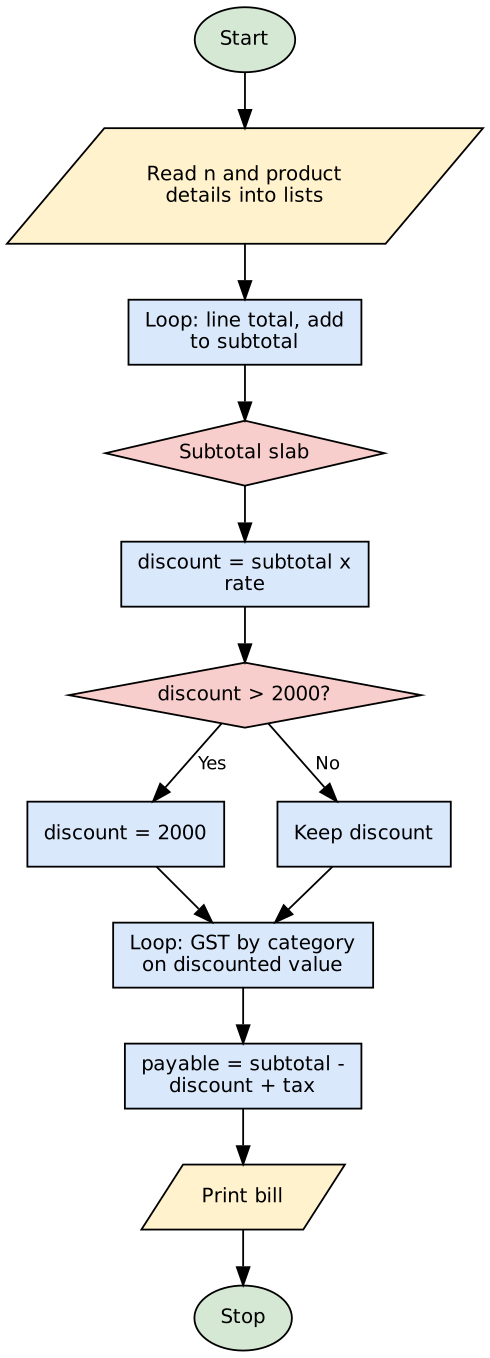 Start
Read n and product
details into lists
Loop: line total, add
to subtotal
Subtotal slab
discount = subtotal x
rate
discount > 2000?
Yes
No
discount = 2000
Keep discount
Loop: GST by category
on discounted value
payable = subtotal -
discount + tax
Print bill
Stop